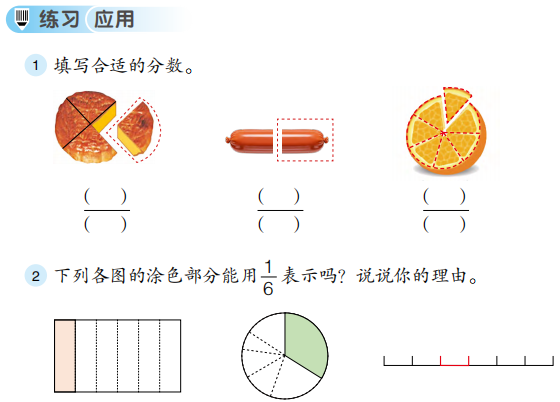 练习 应用
1 填写合适的分数。
(  ) (  ) (  )
(  ) (  ) (  )
2 下列各图的涂色部分能用1/6表示吗？说说你的理由。